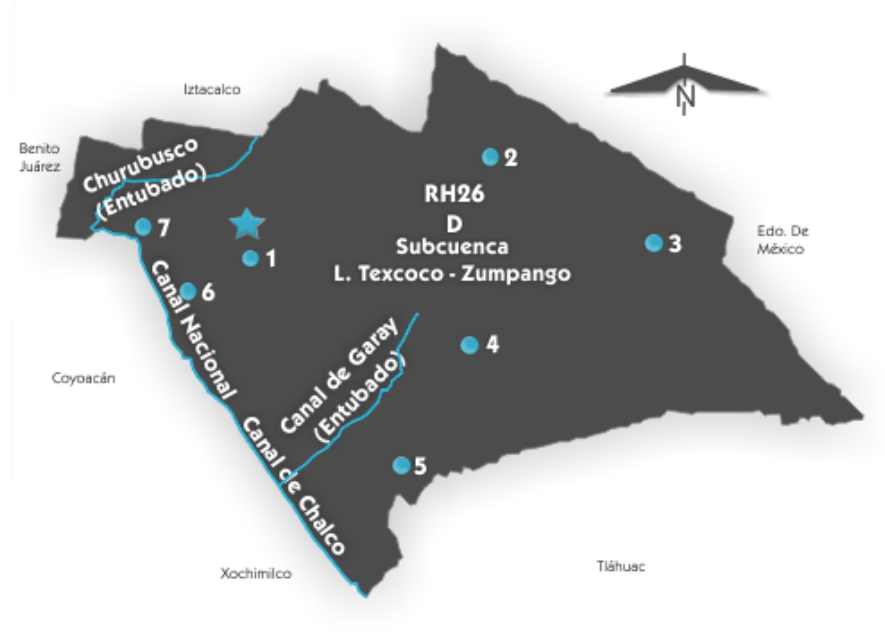 Iztacalco
Benito
Juárez
Churubusco
(Entubado)
N
2
RH26
D
Subcuenca
L. Texcoco - Zumpango
7
1
3
Edo. De
México
6
Canal Nacional
4
Canal de Garay
(Entubado)
Coyoacán
Canal de Chalco
5
Xochimilco
Tláhuac